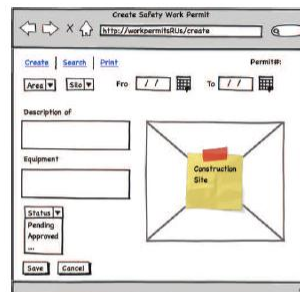 Create Safety Work Permit
http://workpermitsRUs/create
Create | Search | Print
Permit#:
Area
Site
Fro
/ /
To
/ /
Description of
Construction
Site
Equipment
Status
Pending
Approved
...
Save
Cancel